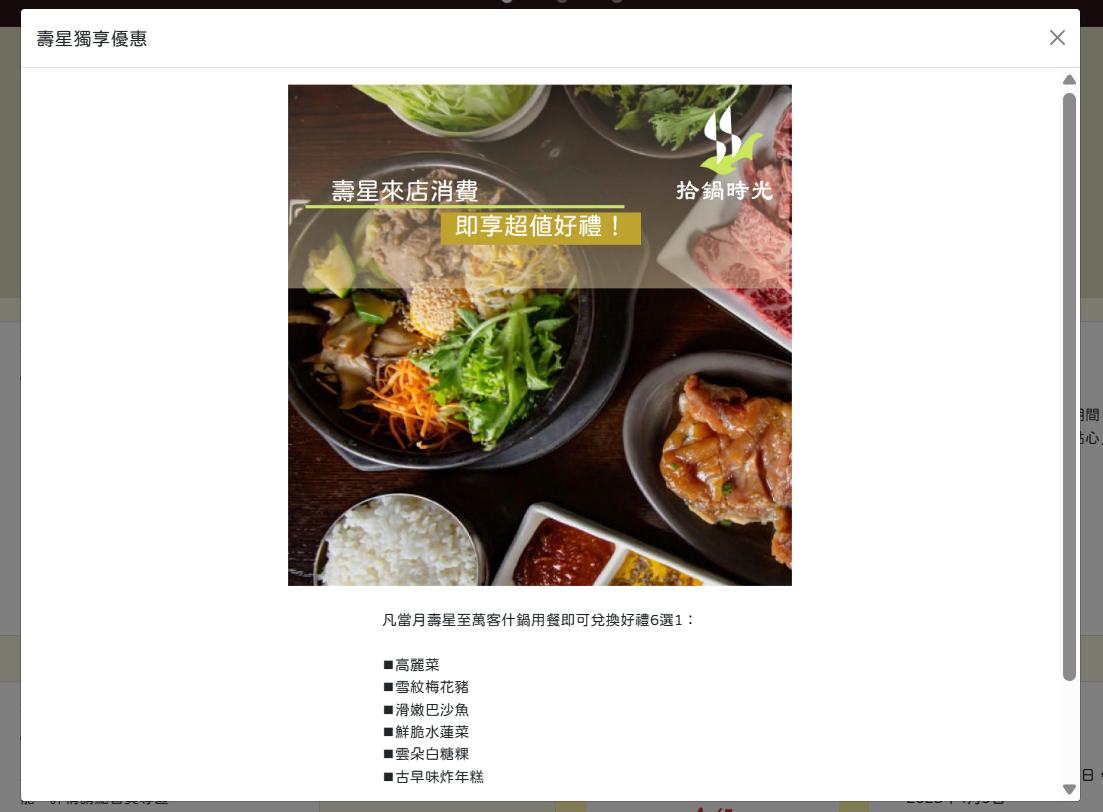 壽星獨享優惠
拾鍋時光
壽星來店消費
即享超值好禮！
凡當月壽星至萬客什鍋用餐即可兌換好禮6選1：
■高麗菜
■雪紋梅花豬
■滑嫩巴沙魚
■鮮脆水蓮菜
■雲朵白糖粿
■古早味炸年糕